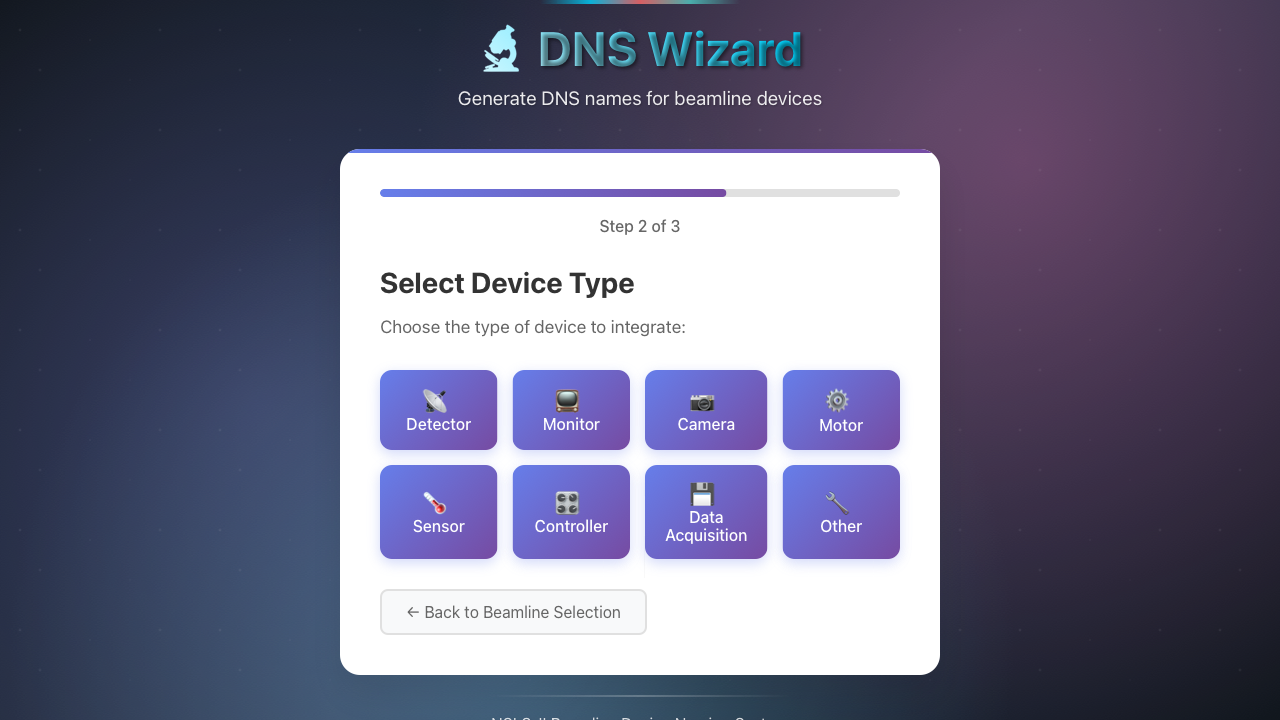 DNS Wizard
Generate DNS names for beamline devices
Step 2 of 3
Select Device Type
Choose the type of device to integrate:
Detector
Monitor
Camera
Motor
Sensor
Controller
Data
Acquisition
Other
← Back to Beamline Selection